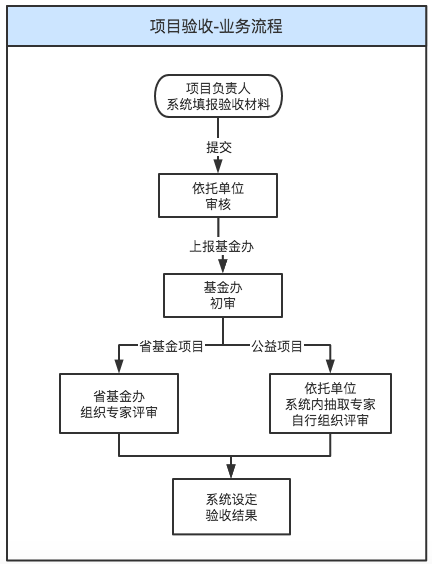 项目验收-业务流程
项目负责人
系统填报验收材料
提交
依托单位
审核
上报基金办
基金办
初审
省基金项目
公益项目
省基金办
组织专家评审
依托单位
系统内抽取专家
自行组织评审
系统设定
验收结果